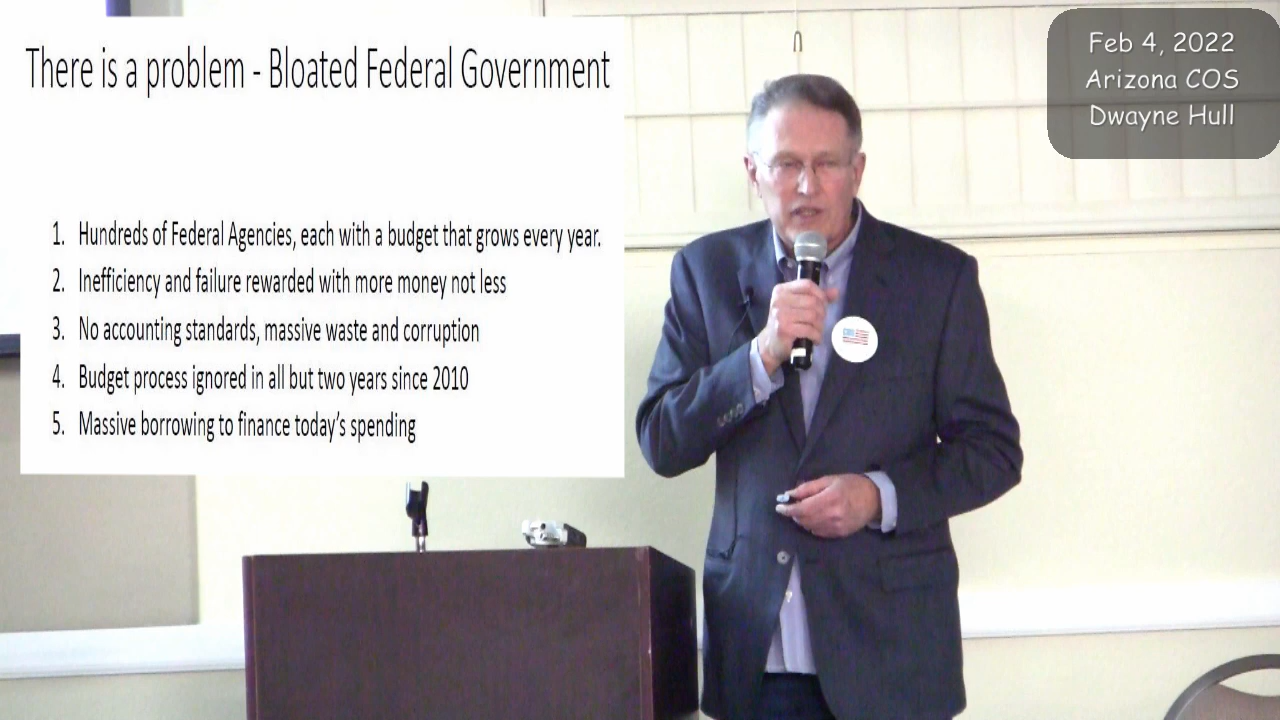 There is a problem - Bloated Federal Government
1. Hundreds of Federal Agencies, each with a budget that grows every year.
2. Inefficiency and failure rewarded with more money not less
3. No accounting standards, massive waste and corruption
4. Budget process ignored in all but two years since 2010
5. Massive borrowing to finance today's spending
Feb 4, 2022
Arizona COS
Dwayne Hull